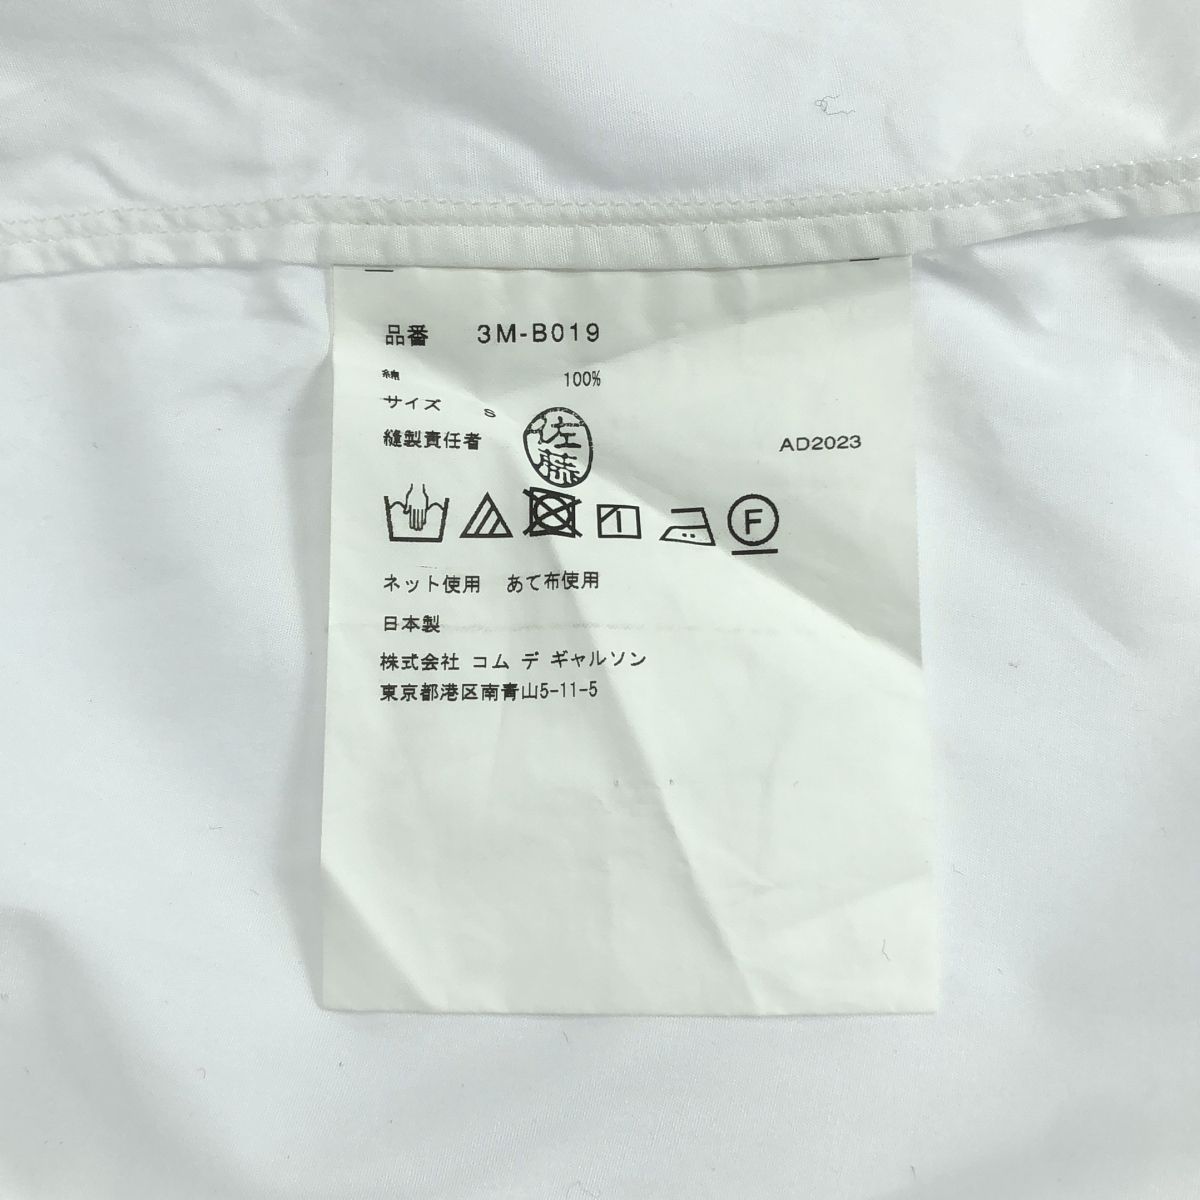 品番 3M-B019
綿 100%
サイズ S
縫製責任者 佐藤 AD2023
F
ネット使用 あて布使用
日本製
株式会社 コム デ ギャルソン
東京都港区南青山5-11-5